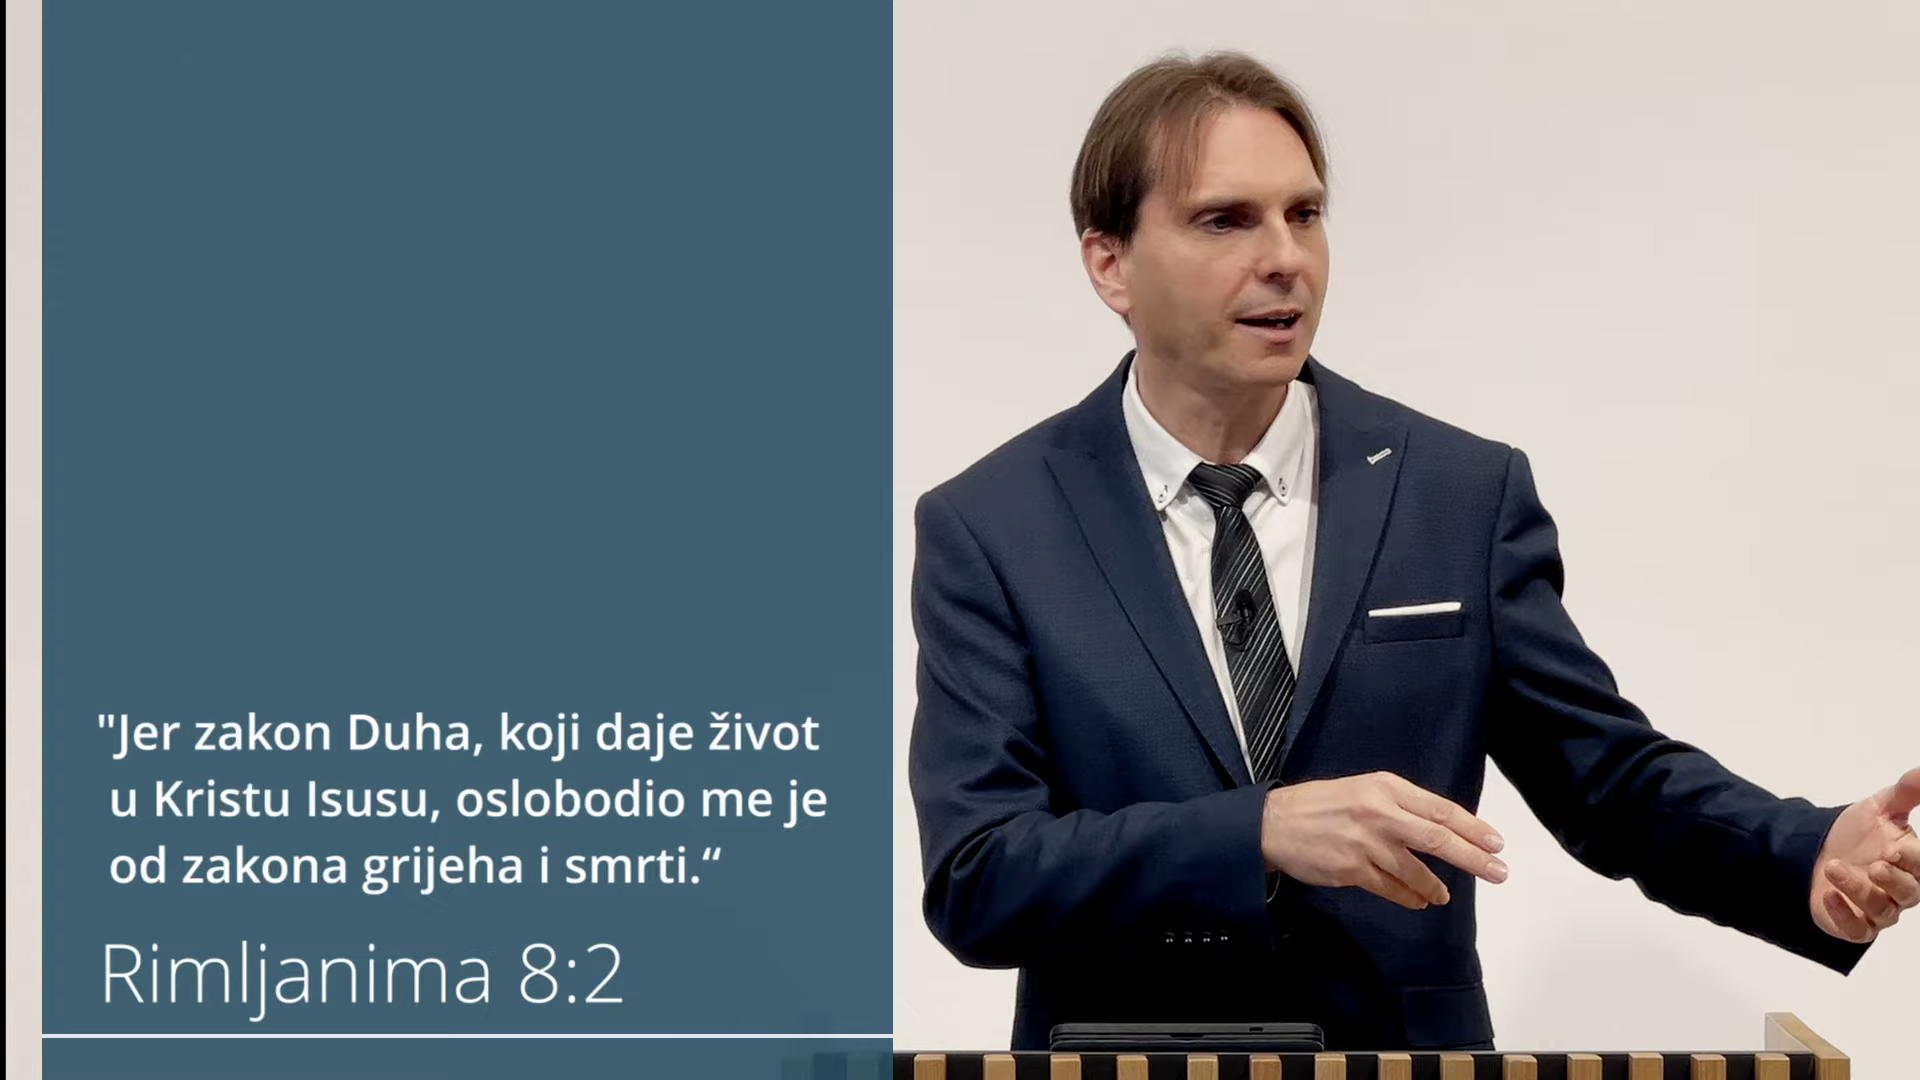 "Jer zakon Duha, koji daje život
u Kristu Isusu, oslobodio me je
od zakona grijeha i smrti.“
Rimljanima 8:2